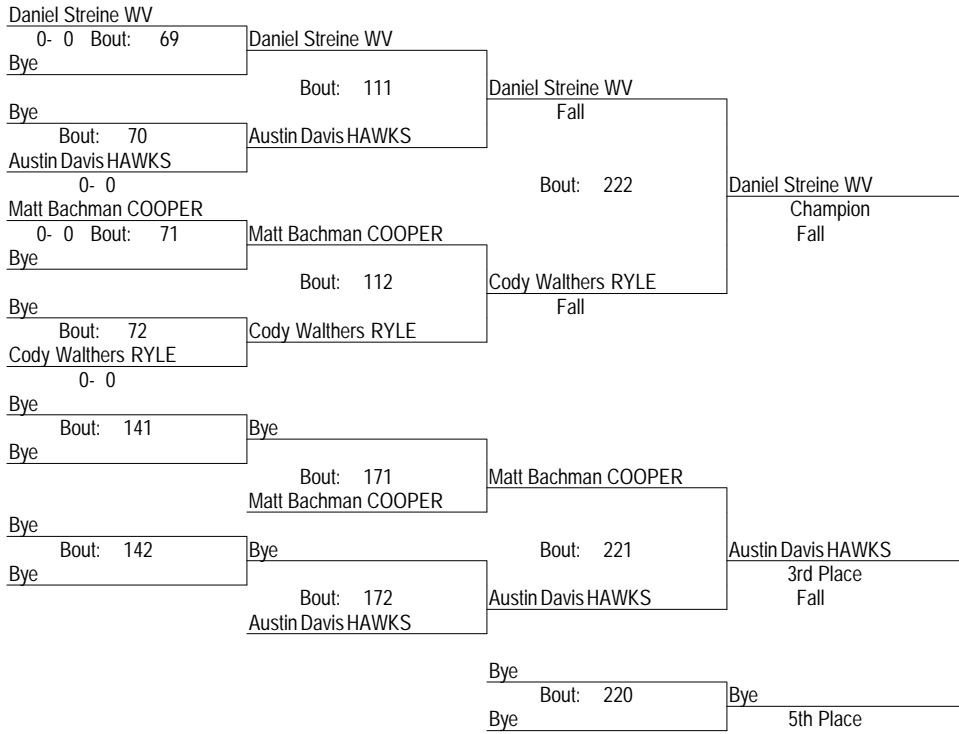 Daniel Streine WV
0- 0 Bout: 69
Daniel Streine WV
Bye
Bout: 111
Daniel Streine WV
Bye
Fall
Bout: 70
Austin Davis HAWKS
Austin Davis HAWKS
0- 0
Bout: 222
Daniel Streine WV
Matt Bachman COOPER
Champion
0- 0 Bout: 71
Matt Bachman COOPER
Fall
Bye
Bout: 112
Cody Walthers RYLE
Bye
Fall
Bout: 72
Cody Walthers RYLE
Cody Walthers RYLE
0- 0
Bye
Bout: 141
Bye
Bye
Bout: 171
Matt Bachman COOPER
Matt Bachman COOPER
Bye
Bout: 142
Bye
Bout: 221
Austin Davis HAWKS
Bye
3rd Place
Bout: 172
Austin Davis HAWKS
Fall
Austin Davis HAWKS
Bye
Bout: 220
Bye
Bye
5th Place